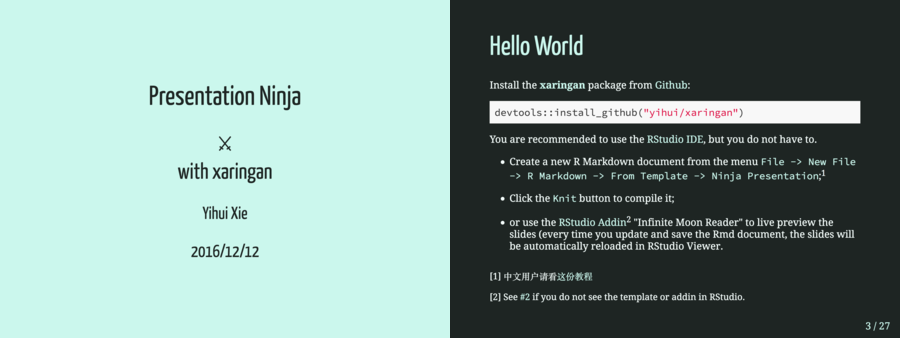 Presentation Ninja
⚔
with xaringan
Yihui Xie
2016/12/12
Hello World
Install the xaringan package from Github:
devtools::install_github("yihui/xaringan")
You are recommended to use the RStudio IDE, but you do not have to.
• Create a new R Markdown document from the menu File -> New File
-> R Markdown -> From Template -> Ninja Presentation;1
• Click the Knit button to compile it;
• or use the RStudio Addin2 "Infinite Moon Reader" to live preview the
slides (every time you update and save the Rmd document, the slides will
be automatically reloaded in RStudio Viewer.
[1] 中文用户请看这份教程
[2] See #2 if you do not see the template or addin in RStudio.
3 / 27